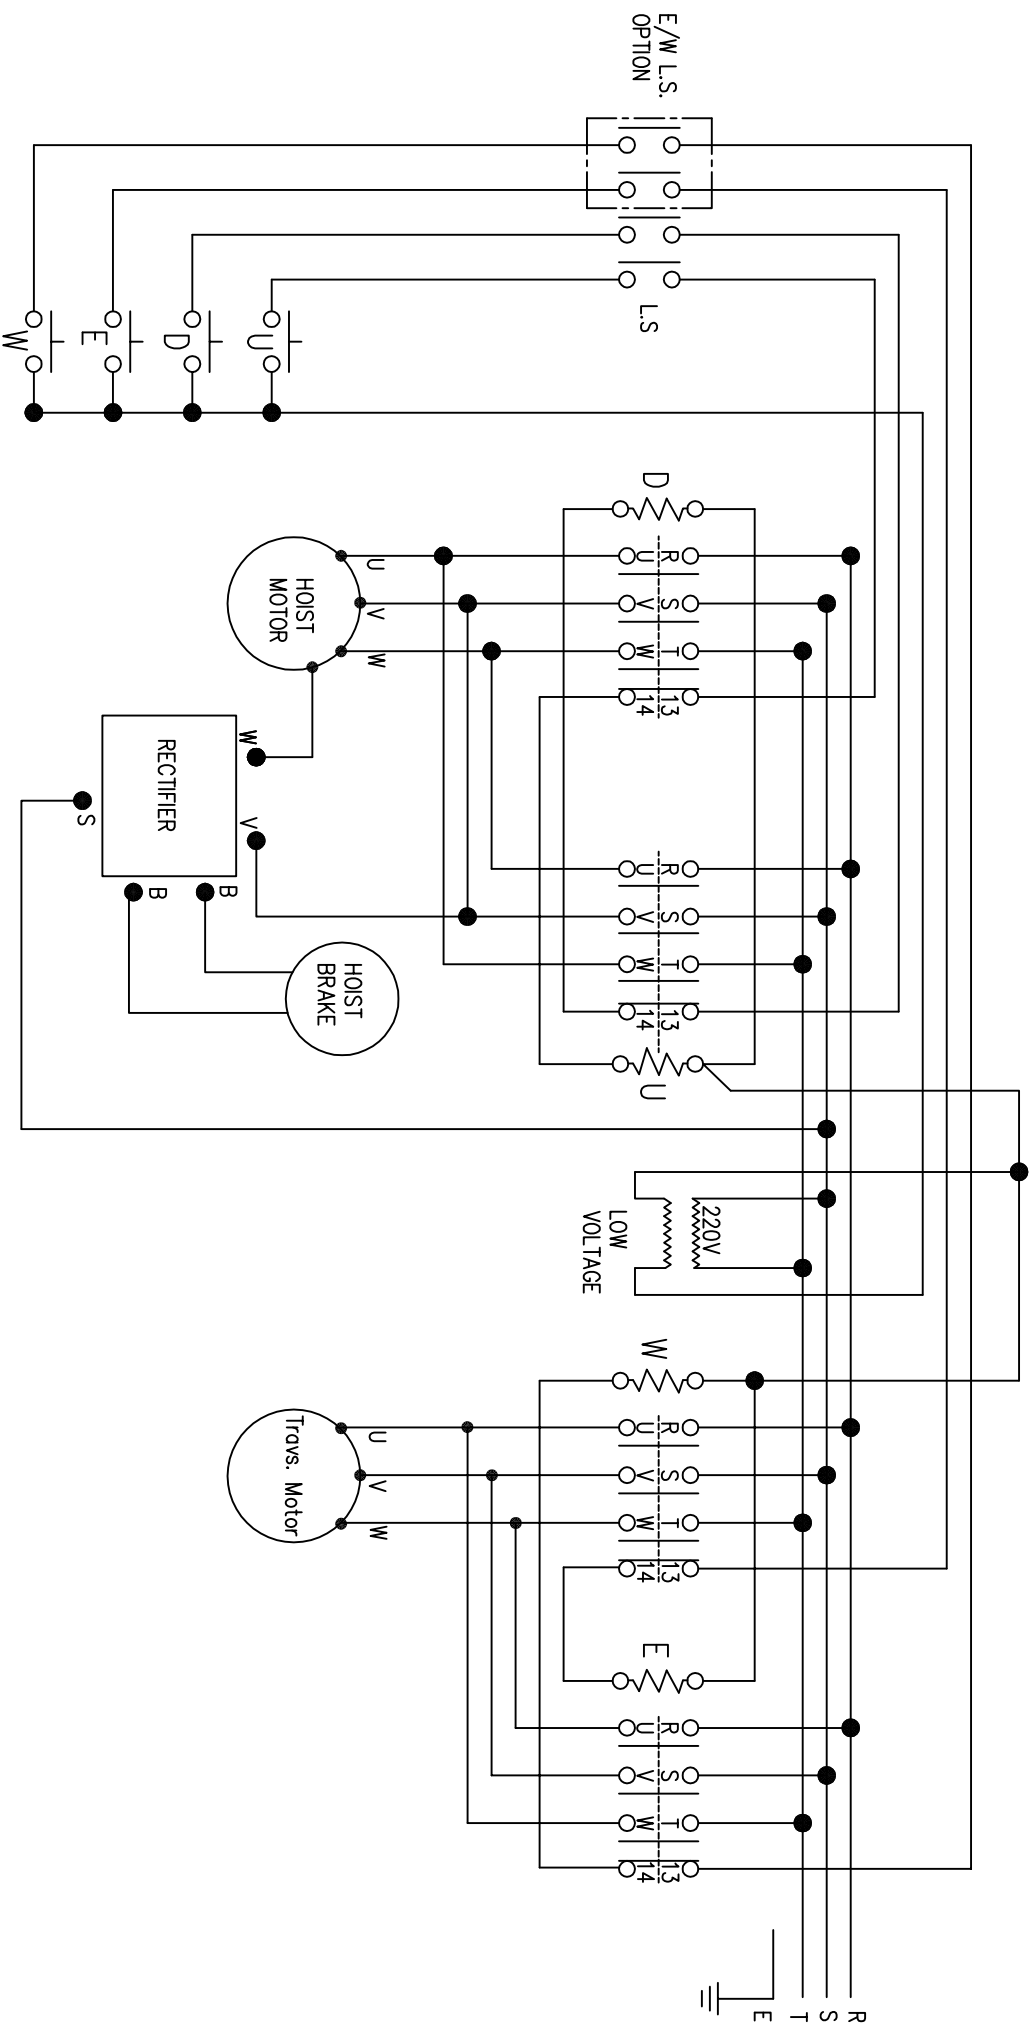 R
S
T
E
E/W L.S.
OPTION
L.S
D
R S T 13
U V W 14
R S T 13
U V W 14
U
220V
LOW
VOLTAGE
W
R S T 13
U V W 14
E
R S T 13
U V W 14
U
D
E
W
U V W
HOIST
MOTOR
W V
RECTIFIER
S
B
B
HOIST
BRAKE
U V W
Travs. Motor